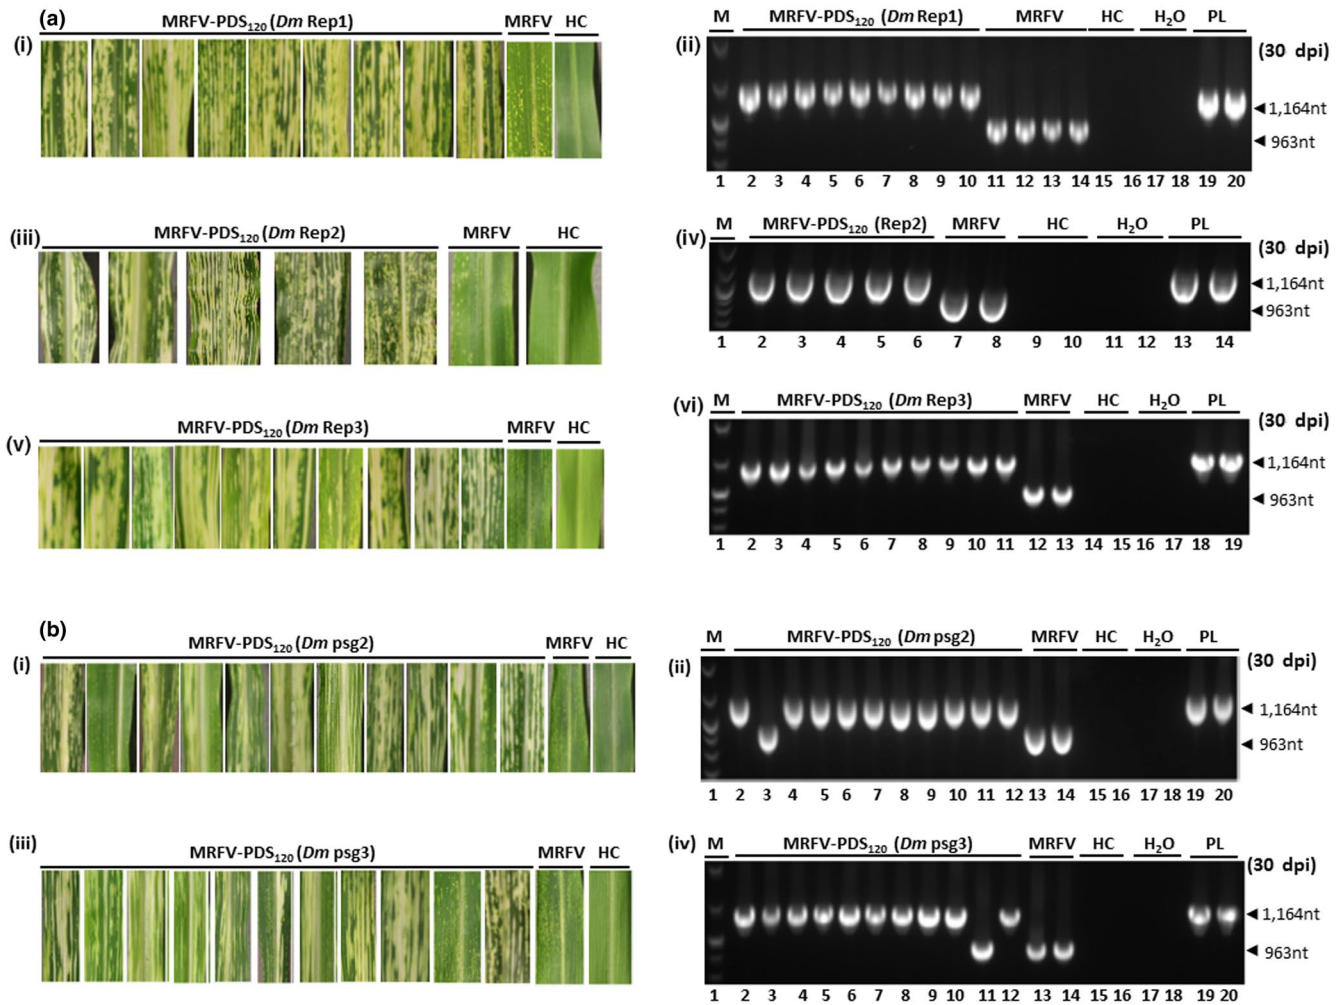 (a)
MRFV-PDS₁₂₀ (Dm Rep1) MRFV HC
(i)
M MRFV-PDS₁₂₀ (Dm Rep1) MRFV HC H₂O PL
(ii) (30 dpi)
1,164nt
963nt
1 2 3 4 5 6 7 8 9 10 11 12 13 14 15 16 17 18 19 20
MRFV-PDS₁₂₀ (Dm Rep2) MRFV HC
(iii)
M MRFV-PDS₁₂₀ (Rep2) MRFV HC H₂O PL
(iv) (30 dpi)
1,164nt
963nt
1 2 3 4 5 6 7 8 9 10 11 12 13 14
MRFV-PDS₁₂₀ (Dm Rep3) MRFV HC
(v)
M MRFV-PDS₁₂₀ (Dm Rep3) MRFV HC H₂O PL
(vi) (30 dpi)
1,164nt
963nt
1 2 3 4 5 6 7 8 9 10 11 12 13 14 15 16 17 18 19
(b)
MRFV-PDS₁₂₀ (Dm psg2) MRFV HC
(i)
M MRFV-PDS₁₂₀ (Dm psg2) MRFV HC H₂O PL
(ii) (30 dpi)
1,164nt
963nt
1 2 3 4 5 6 7 8 9 10 11 12 13 14 15 16 17 18 19 20
MRFV-PDS₁₂₀ (Dm psg3) MRFV HC
(iii)
M MRFV-PDS₁₂₀ (Dm psg3) MRFV HC H₂O PL
(iv) (30 dpi)
1,164nt
963nt
1 2 3 4 5 6 7 8 9 10 11 12 13 14 15 16 17 18 19 20